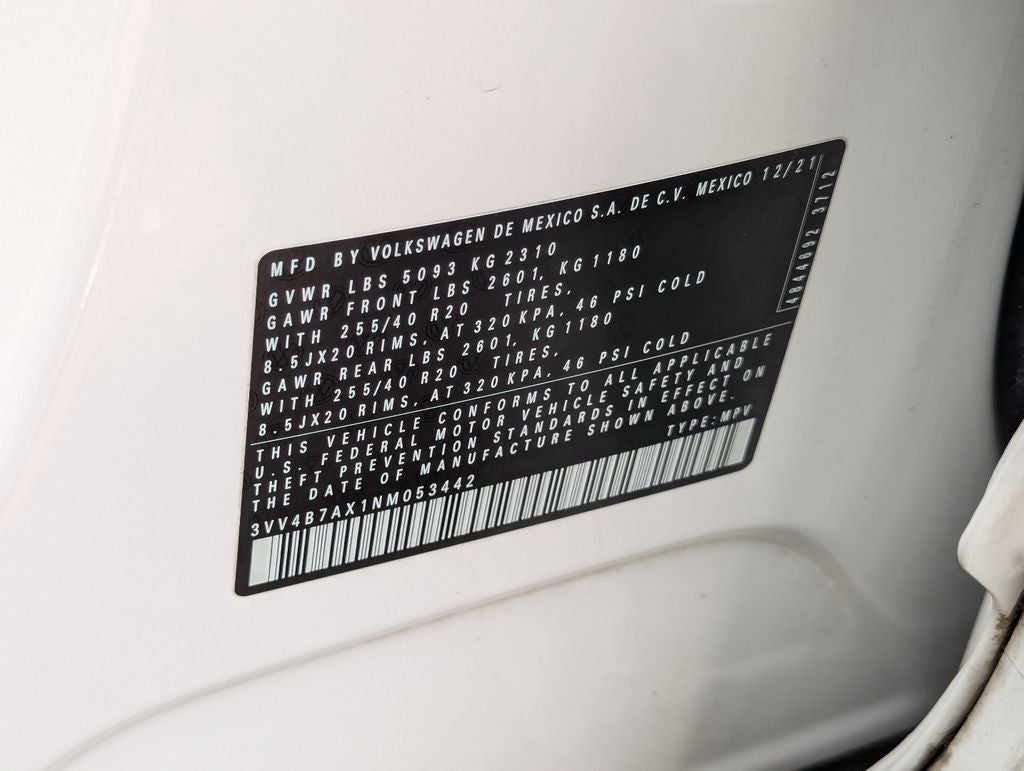 MFD BY VOLKSWAGEN DE MEXICO S.A. DE C.V. MEXICO 12/21
GVWR LBS 5093 KG 2310
GAWR FRONT LBS 2601, KG 1180
WITH 255/40 R20 TIRES,
8.5JX20 RIMS, AT 320 KPA, 46 PSI COLD
GAWR REAR LBS 2601, KG 1180
WITH 255/40 R20 TIRES,
8.5JX20 RIMS, AT 320 KPA, 46 PSI COLD
THIS VEHICLE CONFORMS TO ALL APPLICABLE
U.S. FEDERAL MOTOR VEHICLE SAFETY AND
THEFT PREVENTION STANDARDS IN EFFECT ON
THE DATE OF MANUFACTURE SHOWN ABOVE.
3VV4B7AX1NM053442 TYPE: MPV
4844692 3712